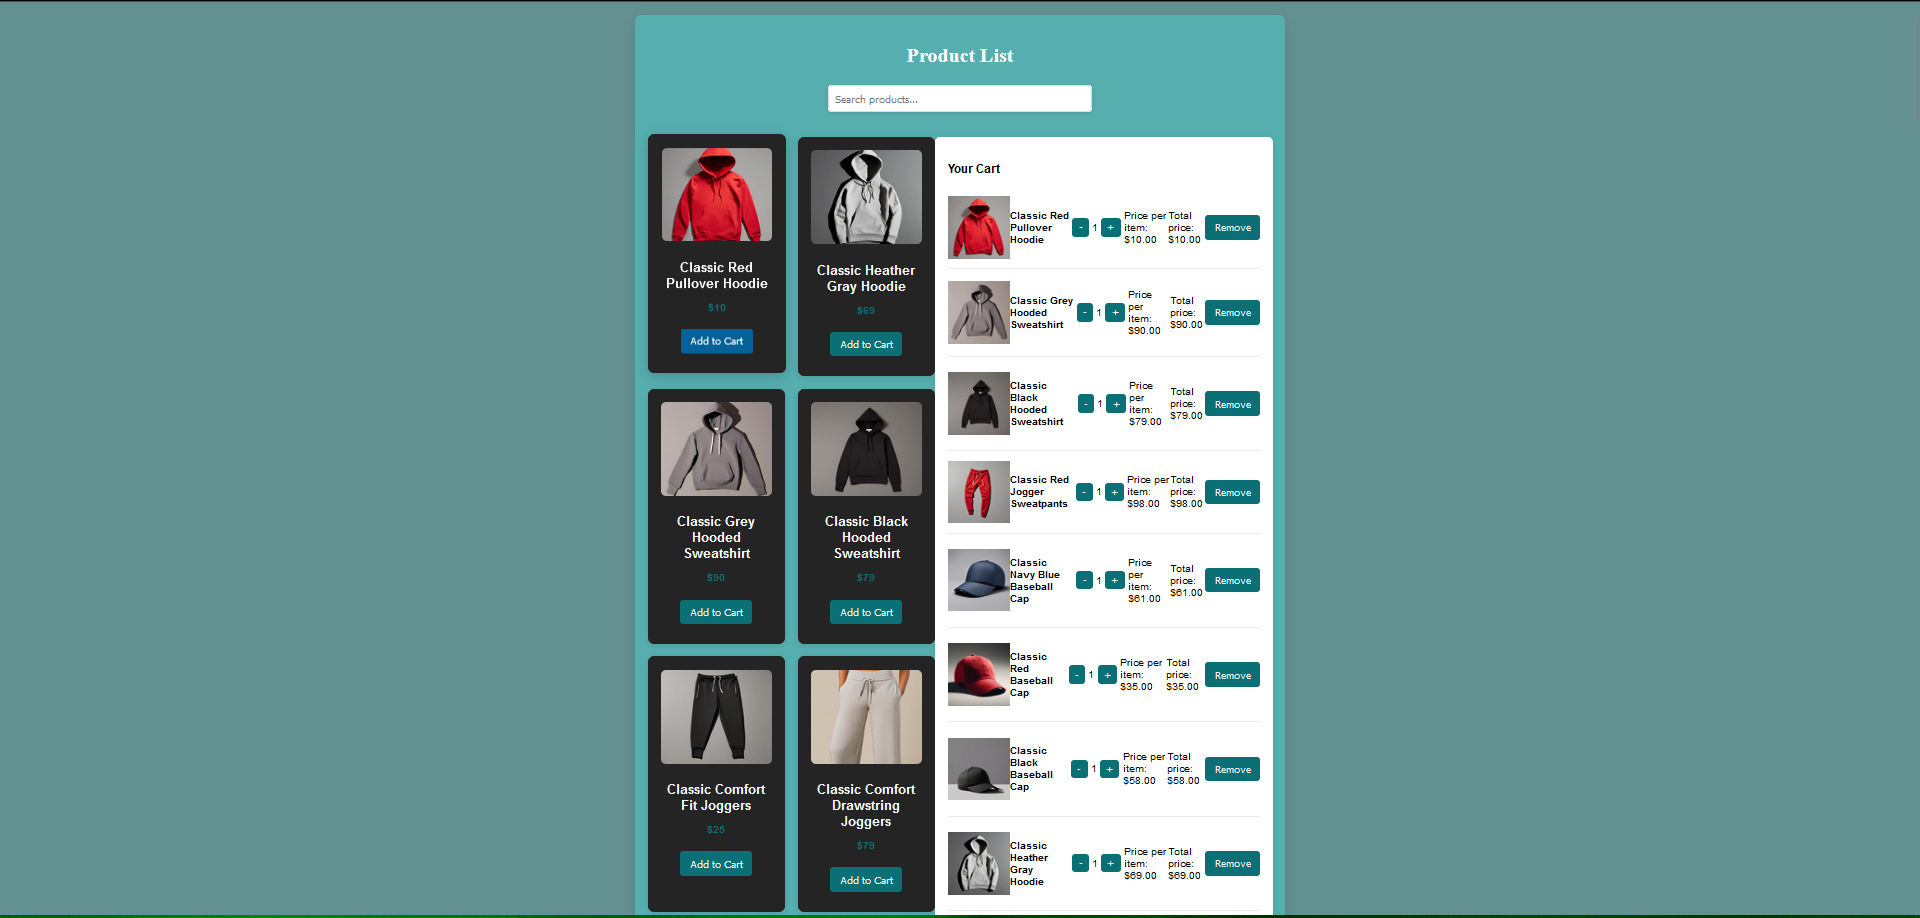 Product List
Search products...
Classic Red
Pullover Hoodie
$10
Add to Cart
Classic Heather
Gray Hoodie
$69
Add to Cart
Classic Grey
Hooded
Sweatshirt
$90
Add to Cart
Classic Black
Hooded
Sweatshirt
$79
Add to Cart
Classic Comfort
Fit Joggers
$25
Add to Cart
Classic Comfort
Drawstring
Joggers
$79
Add to Cart
Your Cart
Classic Red
Pullover
Hoodie
- 1 +
Price per
item:
$10.00
Total
price:
$10.00
Remove
Classic Grey
Hooded
Sweatshirt
- 1 +
Price
per
item:
$90.00
Total
price:
$90.00
Remove
Classic
Black
Hooded
Sweatshirt
- 1 +
Price
per
item:
$79.00
Total
price:
$79.00
Remove
Classic Red
Jogger
Sweatpants
- 1 +
Price per
item:
$98.00
Total
price:
$98.00
Remove
Classic
Navy Blue
Baseball
Cap
- 1 +
Price
per
item:
$61.00
Total
price:
$61.00
Remove
Classic
Red
Baseball
Cap
- 1 +
Price per
item:
$35.00
Total
price:
$35.00
Remove
Classic
Black
Baseball
Cap
- 1 +
Price per
item:
$58.00
Total
price:
$58.00
Remove
Classic
Heather
Gray
Hoodie
- 1 +
Price per
item:
$69.00
Total
price:
$69.00
Remove